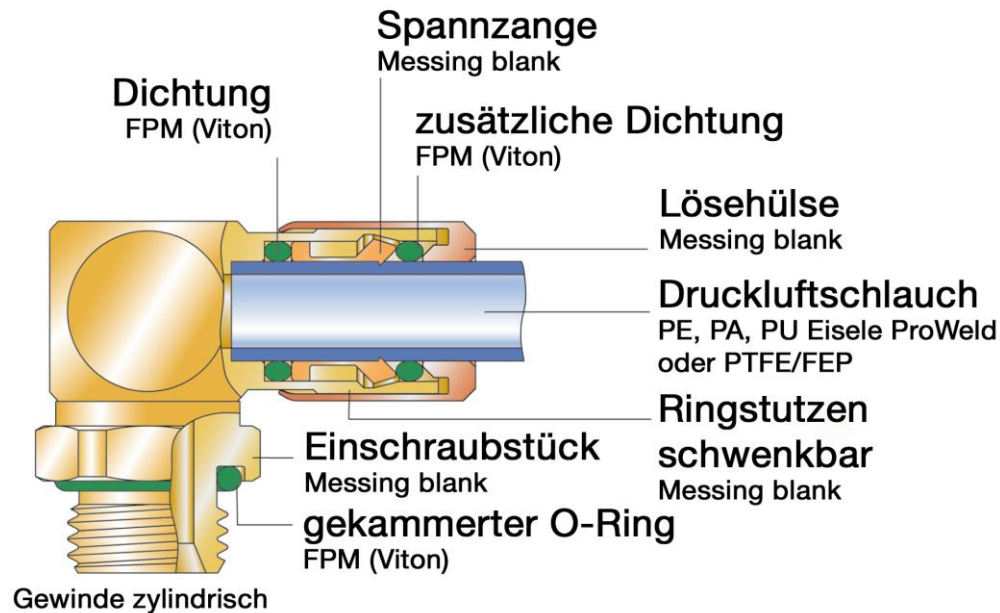 Spannzange
Messing blank
Dichtung
FPM (Viton)
zusätzliche Dichtung
FPM (Viton)
Lösehülse
Messing blank
Druckluftschlauch
PE, PA, PU Eisele ProWeld
oder PTFE/FEP
Ringstutzen
schwenkbar
Messing blank
Einschraubstück
Messing blank
gekammerter O-Ring
FPM (Viton)
Gewinde zylindrisch